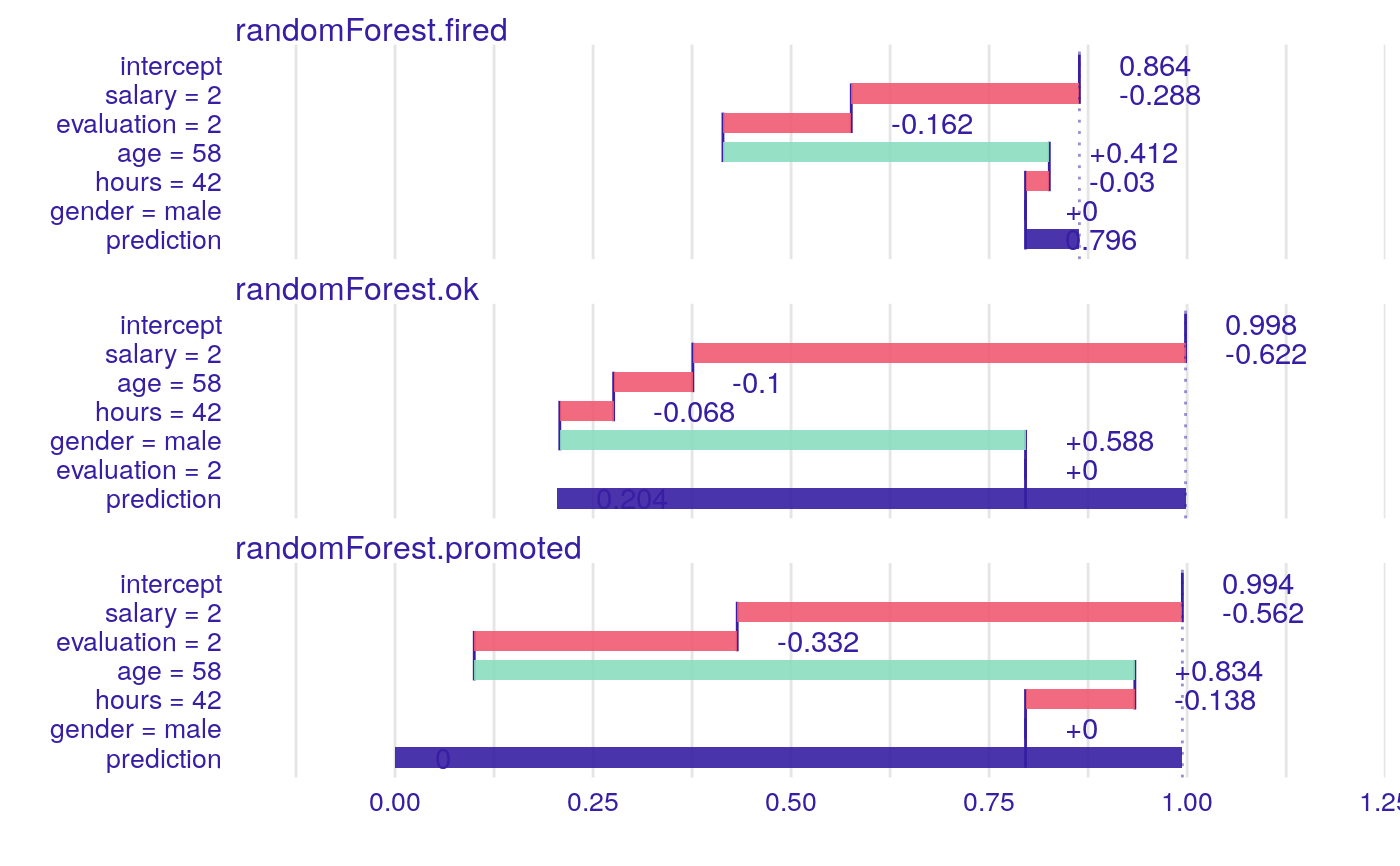 randomForest.fired
intercept 0.864
salary = 2 -0.288
evaluation = 2 -0.162
age = 58 +0.412
hours = 42 -0.03
gender = male +0
prediction 0.796
randomForest.ok
intercept 0.998
salary = 2 -0.622
age = 58 -0.1
hours = 42 -0.068
gender = male +0.588
evaluation = 2 +0
prediction 0.204
randomForest.promoted
intercept 0.994
salary = 2 -0.562
evaluation = 2 -0.332
age = 58 +0.834
hours = 42 -0.138
gender = male +0
prediction 0
0.00 0.25 0.50 0.75 1.00 1.25